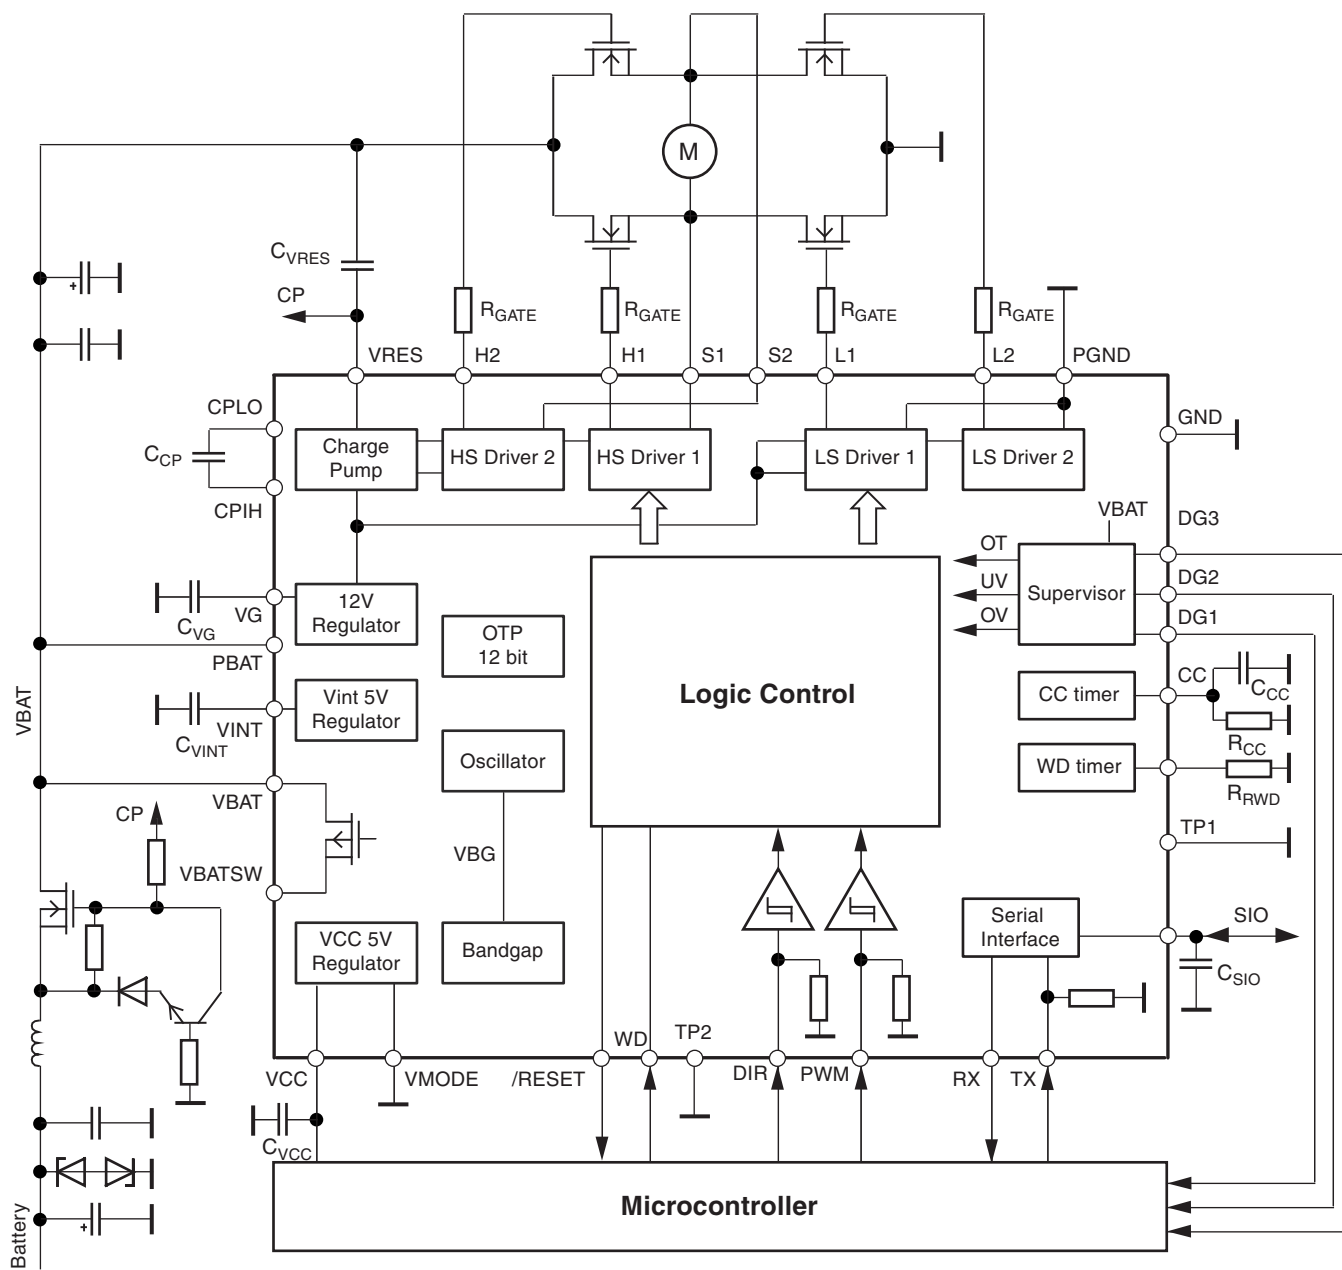 M
CVRES
CP
RGATE
RGATE
RGATE
RGATE
VRES
H2
H1
S1
S2
L1
L2
PGND
CPLO
GND
CCP
Charge
Pump
HS Driver 2
HS Driver 1
LS Driver 1
LS Driver 2
CPIH
VBAT
DG3
OT
UV
OV
Supervisor
DG2
DG1
VG
CVG
12V
Regulator
OTP
12 bit
PBAT
Logic Control
CC
CCC
CC timer
RCC
VBAT
VINT
CVINT
Vint 5V
Regulator
Oscillator
WD timer
RRWD
VBAT
CP
VBG
TP1
VBATSW
VCC 5V
Regulator
Bandgap
Serial
Interface
SIO
CSIO
WD
TP2
VCC
VMODE
/RESET
DIR
PWM
RX
TX
CVCC
Microcontroller
Battery
+
+